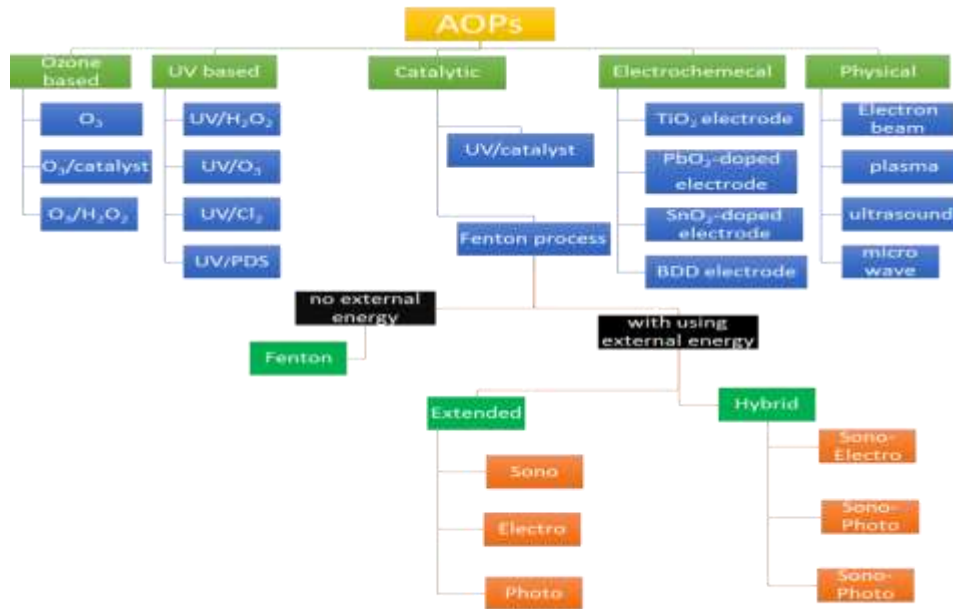 AOPs
Ozone
based
UV based
Catalytic
Electrochemecal
Physical
O₃
O₃/catalyst
O₃/H₂O₂
UV/H₂O₂
UV/O₃
UV/Cl₂
UV/PDS
UV/catalyst
Fenton process
TiO₂ electrode
PbO₂-doped
electrode
SnO₂-doped
electrode
BDD electrode
Electron
beam
plasma
ultrasound
micro
wave
no external
energy
Fenton
with using
external energy
Extended
Sono
Electro
Photo
Hybrid
Sono-
Electro
Sono-
Photo
Sono-
Photo